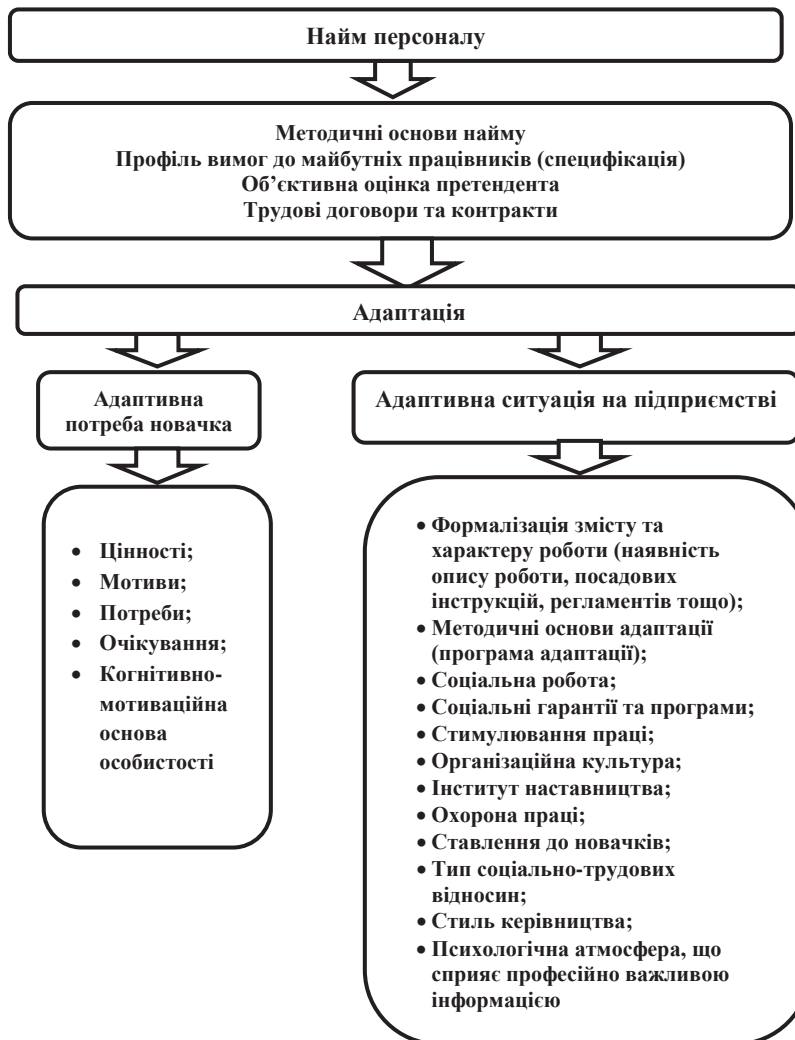 Найм персоналу
Методичні основи найму
Профіль вимог до майбутніх працівників (специфікація)
Об’єктивна оцінка претендента
Трудові договори та контракти
Адаптація
Адаптивна
потреба новачка
Адаптивна ситуація на підприємстві
• Цінності;
• Мотиви;
• Потреби;
• Очікування;
• Когнітивно-
мотиваційна
основа
особистості
• Формалізація змісту та
характеру роботи (наявність
опису роботи, посадових
інструкцій, регламентів тощо);
• Методичні основи адаптації
(програма адаптації);
• Соціальна робота;
• Соціальні гарантії та програми;
• Стимулювання праці;
• Організаційна культура;
• Інститут наставництва;
• Охорона праці;
• Ставлення до новачків;
• Тип соціально-трудових
відносин;
• Стиль керівництва;
• Психологічна атмосфера, що
сприяє професійно важливою
інформацією